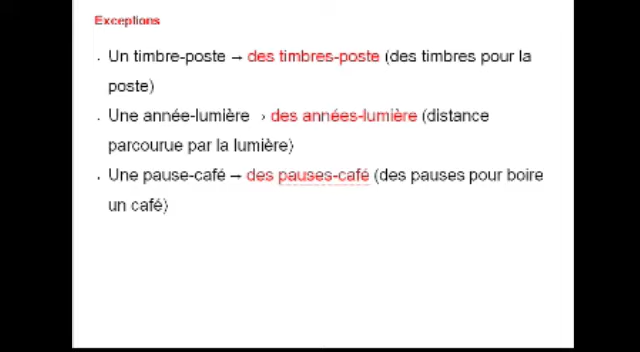 Exceptions
. Un timbre-poste → des timbres-poste (des timbres pour la
poste)
. Une année-lumière → des années-lumière (distance
parcourue par la lumière)
. Une pause-café → des pauses-café (des pauses pour boire
un café)